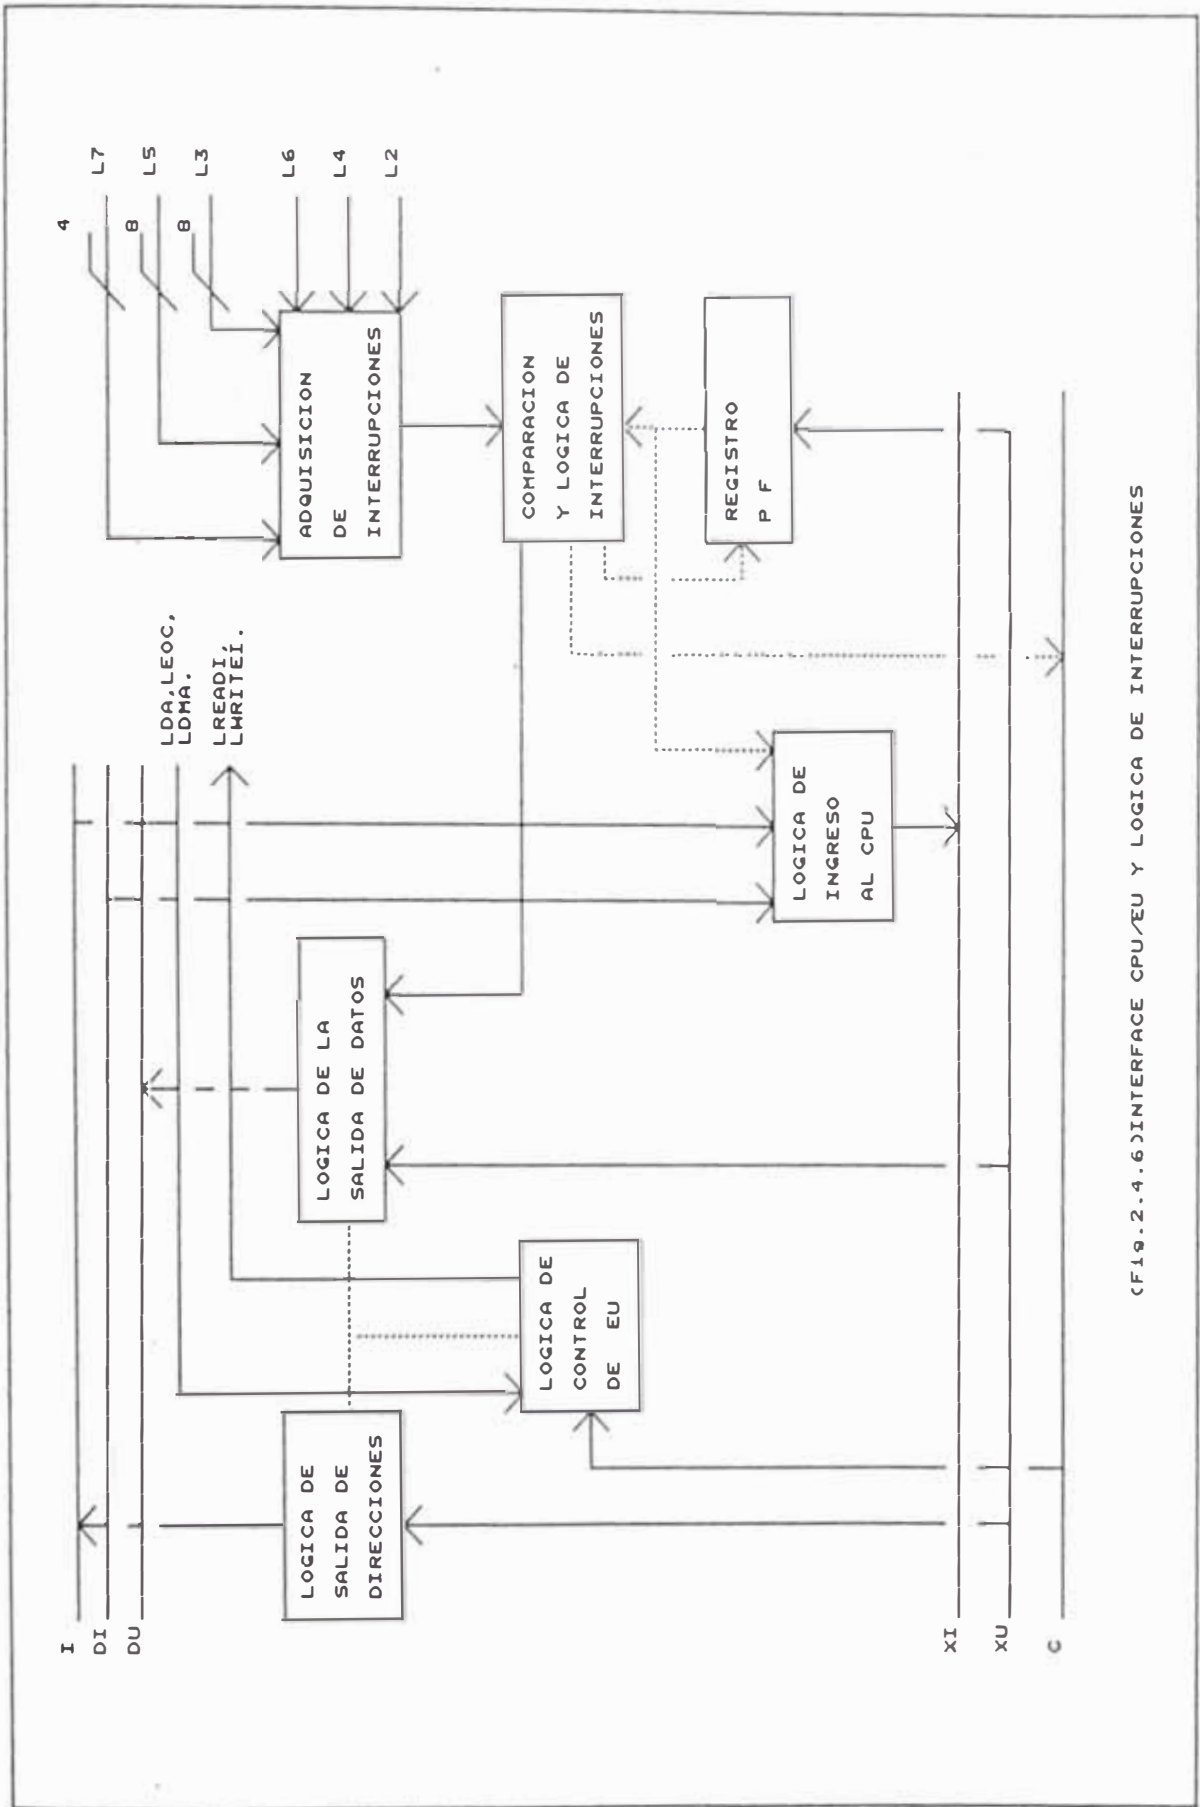 I
DI
DU
LDA,LEOC,
LDMA.
LREADI,
LWRITEI.
4
L7
8
L5
8
L3
L6
L4
L2
LOGICA DE
SALIDA DE
DIRECCIONES
LOGICA DE LA
SALIDA DE DATOS
ADQUISICION
DE
INTERRUPCIONES
LOGICA DE
CONTROL
DE EU
COMPARACION
Y LOGICA DE
INTERRUPCIONES
REGISTRO
P F
LOGICA DE
INGRESO
AL CPU
XI
XU
C
(Fig.2.4.6)INTERFACE CPU/EU Y LOGICA DE INTERRUPCIONES